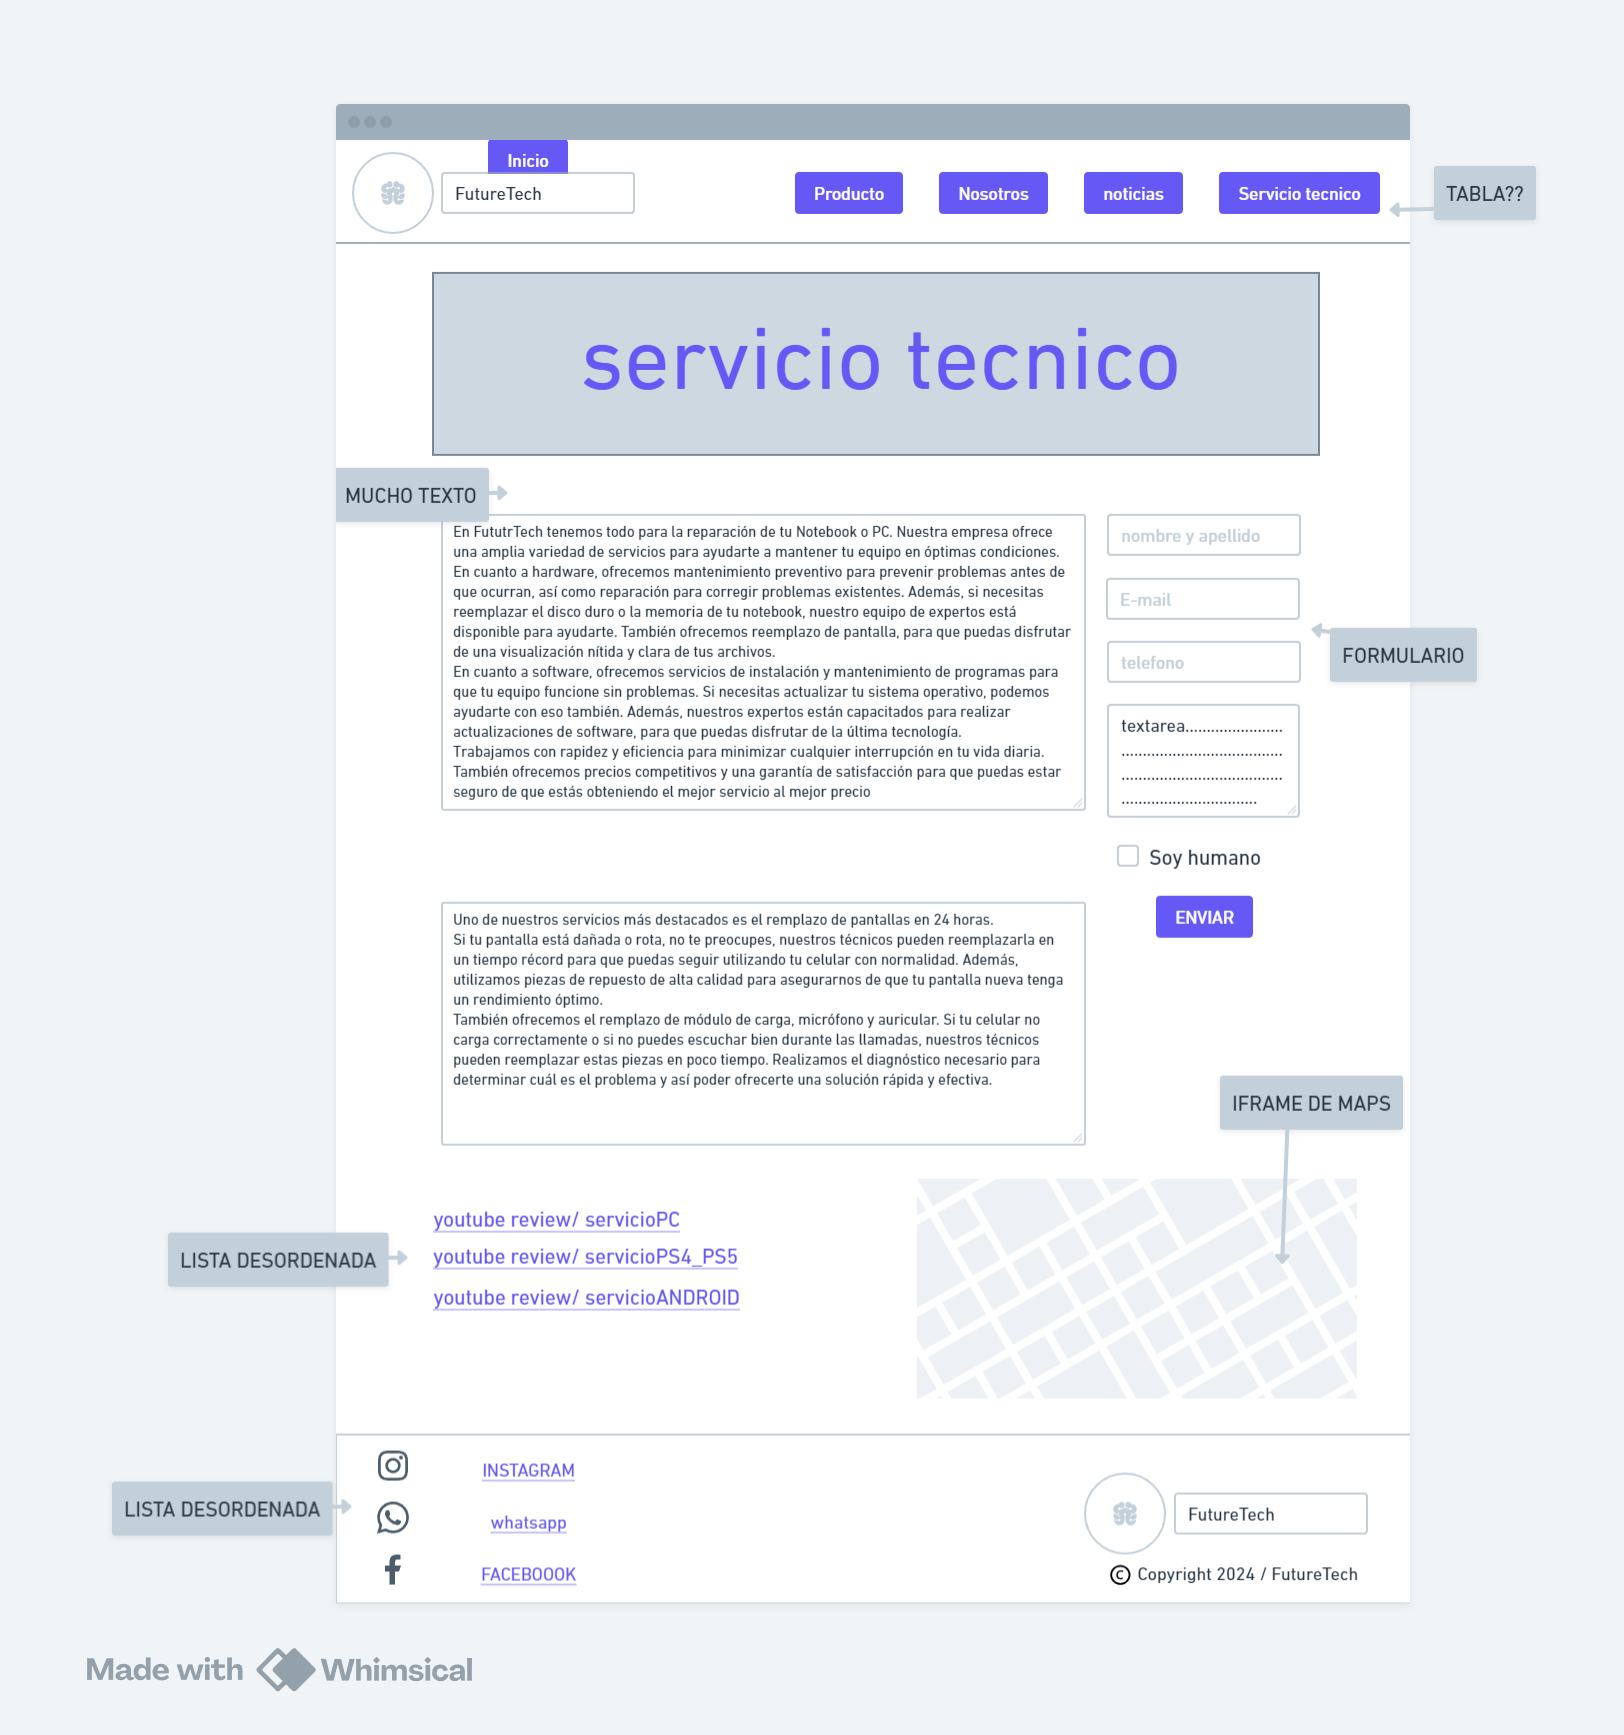 Inicio
FutureTech
Producto
Nosotros
noticias
Servicio tecnico
TABLA??
servicio tecnico
MUCHO TEXTO
En FututrTech tenemos todo para la reparación de tu Notebook o PC. Nuestra empresa ofrece
una amplia variedad de servicios para ayudarte a mantener tu equipo en óptimas condiciones.
En cuanto a hardware, ofrecemos mantenimiento preventivo para prevenir problemas antes de
que ocurran, así como reparación para corregir problemas existentes. Además, si necesitas
reemplazar el disco duro o la memoria de tu notebook, nuestro equipo de expertos está
disponible para ayudarte. También ofrecemos reemplazo de pantalla, para que puedas disfrutar
de una visualización nítida y clara de tus archivos.
En cuanto a software, ofrecemos servicios de instalación y mantenimiento de programas para
que tu equipo funcione sin problemas. Si necesitas actualizar tu sistema operativo, podemos
ayudarte con eso también. Además, nuestros expertos están capacitados para realizar
actualizaciones de software, para que puedas disfrutar de la última tecnología.
Trabajamos con rapidez y eficiencia para minimizar cualquier interrupción en tu vida diaria.
También ofrecemos precios competitivos y una garantía de satisfacción para que puedas estar
seguro de que estás obteniendo el mejor servicio al mejor precio
nombre y apellido
E-mail
telefono
FORMULARIO
textarea.......................
......................................
......................................
................................
Soy humano
ENVIAR
Uno de nuestros servicios más destacados es el remplazo de pantallas en 24 horas.
Si tu pantalla está dañada o rota, no te preocupes, nuestros técnicos pueden reemplazarla en
un tiempo récord para que puedas seguir utilizando tu celular con normalidad. Además,
utilizamos piezas de repuesto de alta calidad para asegurarnos de que tu pantalla nueva tenga
un rendimiento óptimo.
También ofrecemos el remplazo de módulo de carga, micrófono y auricular. Si tu celular no
carga correctamente o si no puedes escuchar bien durante las llamadas, nuestros técnicos
pueden reemplazar estas piezas en poco tiempo. Realizamos el diagnóstico necesario para
determinar cuál es el problema y así poder ofrecerte una solución rápida y efectiva.
IFRAME DE MAPS
LISTA DESORDENADA
youtube review/ servicioPC
youtube review/ servicioPS4_PS5
youtube review/ servicioANDROID
LISTA DESORDENADA
INSTAGRAM
whatsapp
FACEBOOOK
FutureTech
© Copyright 2024 / FutureTech
Made with Whimsical